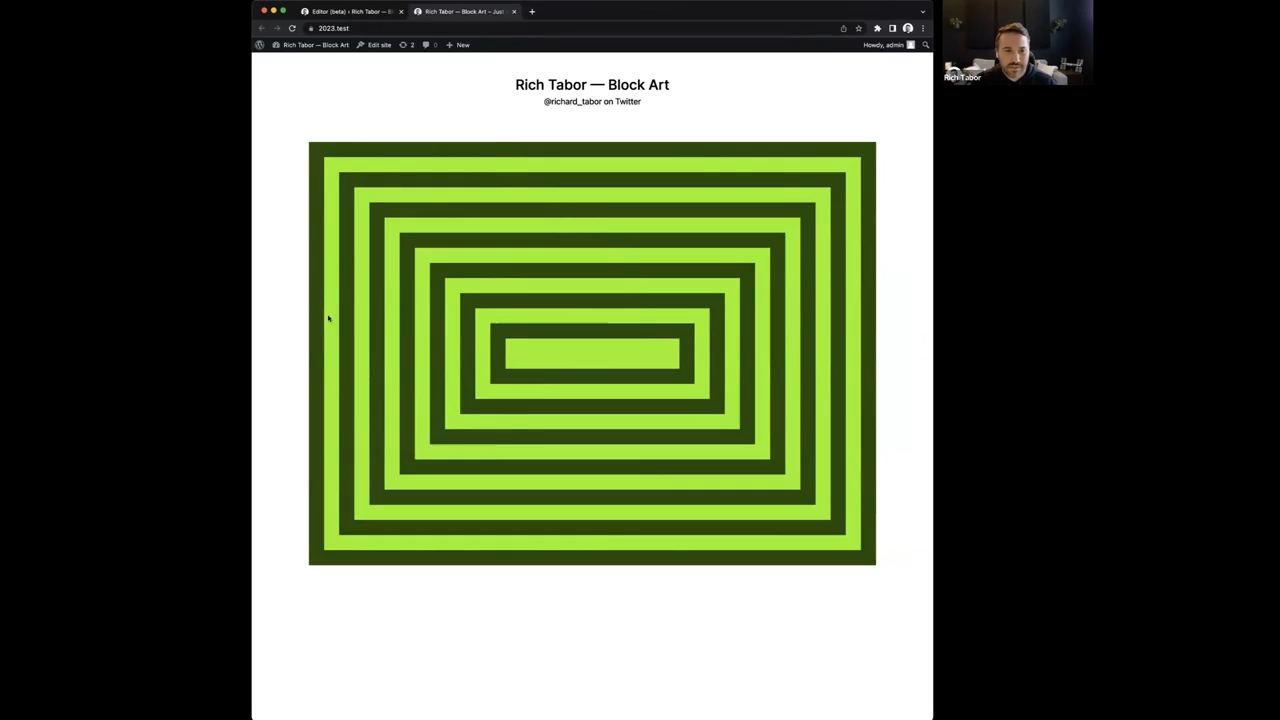 Editor (beta) ‹ Rich Tabor — Bl
Rich Tabor — Block Art – Just
2023.test
Rich Tabor — Block Art
Edit site
2
0
New
Howdy, admin
Rich Tabor
Rich Tabor — Block Art
@richard_tabor on Twitter